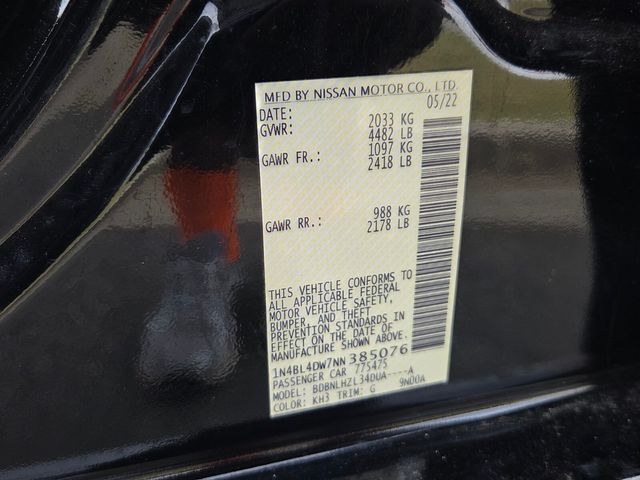 MFD BY NISSAN MOTOR CO., LTD.
DATE: 05/22
GVWR: 2033 KG
4482 LB
GAWR FR.: 1097 KG
2418 LB
GAWR RR.: 988 KG
2178 LB
THIS VEHICLE CONFORMS TO
ALL APPLICABLE FEDERAL
MOTOR VEHICLE SAFETY,
BUMPER, AND THEFT
PREVENTION STANDARDS IN
EFFECT ON THE DATE OF
MANUFACTURE SHOWN ABOVE.
1N4BL4DW7NN385076
PASSENGER CAR 775475
MODEL: BDBNLHZL34DUA----A
COLOR: KH3 TRIM: G 9N00A